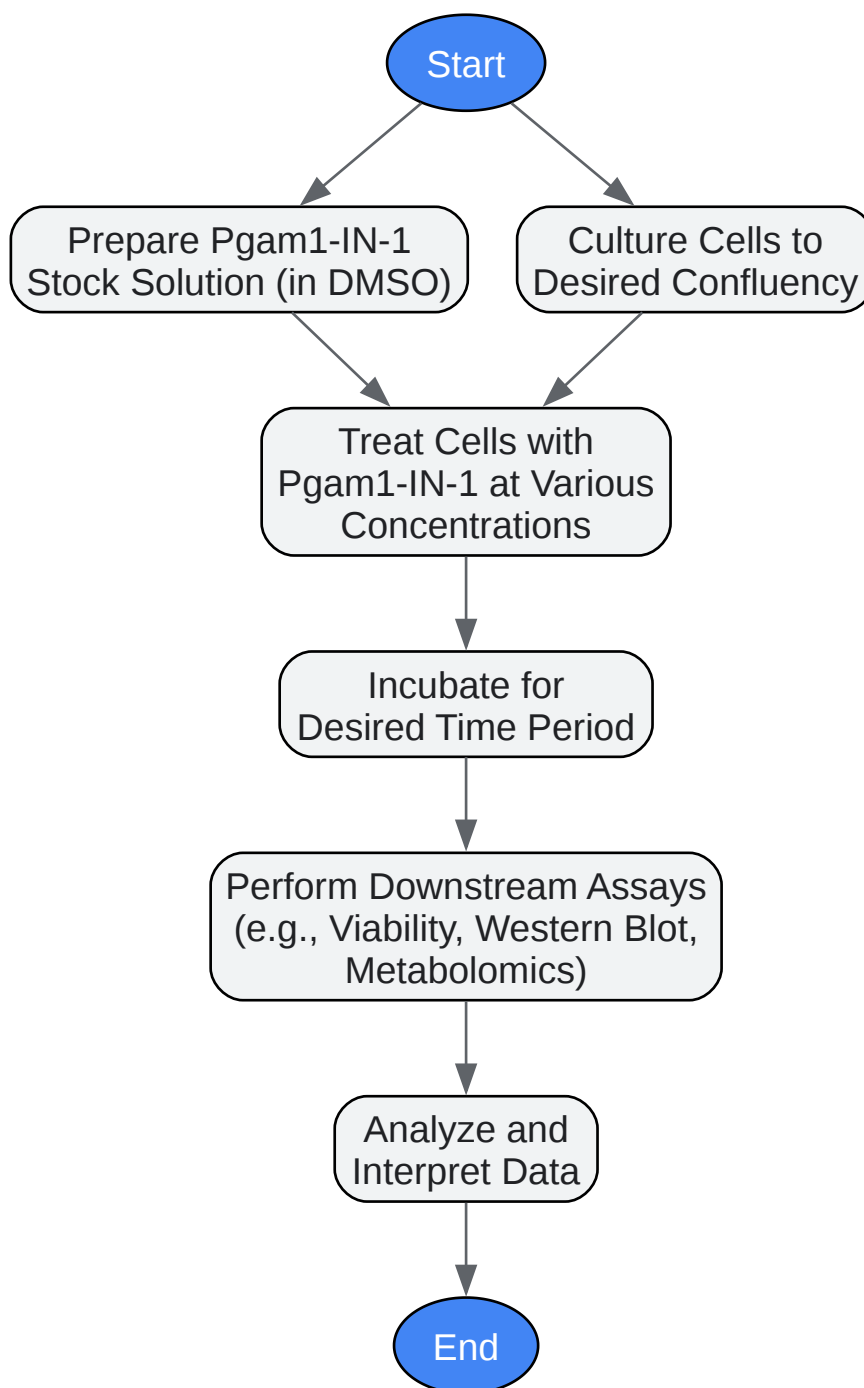 Start
Prepare Pgam1-IN-1
Stock Solution (in DMSO)
Culture Cells to
Desired Confluency
Treat Cells with
Pgam1-IN-1 at Various
Concentrations
Incubate for
Desired Time Period
Perform Downstream Assays
(e.g., Viability, Western Blot,
Metabolomics)
Analyze and
Interpret Data
End